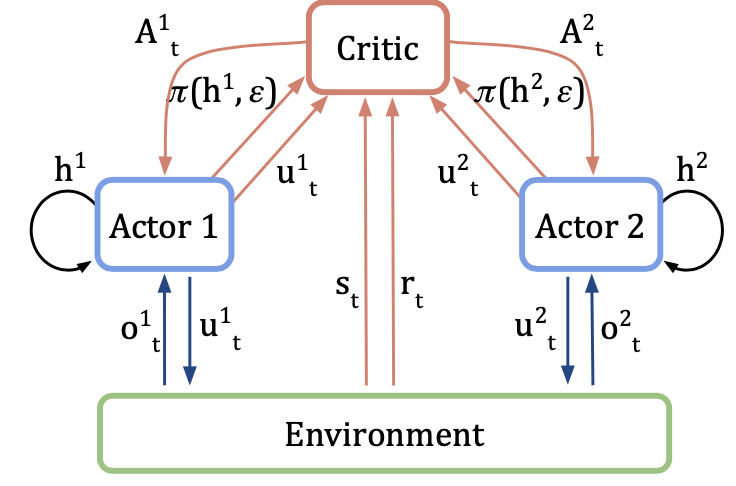 A¹ₜ
Critic
A²ₜ
π(h¹, ε)
π(h², ε)
h¹
u¹ₜ
u²ₜ
h²
Actor 1
Actor 2
sₜ
rₜ
o¹ₜ
u¹ₜ
u²ₜ
o²ₜ
Environment